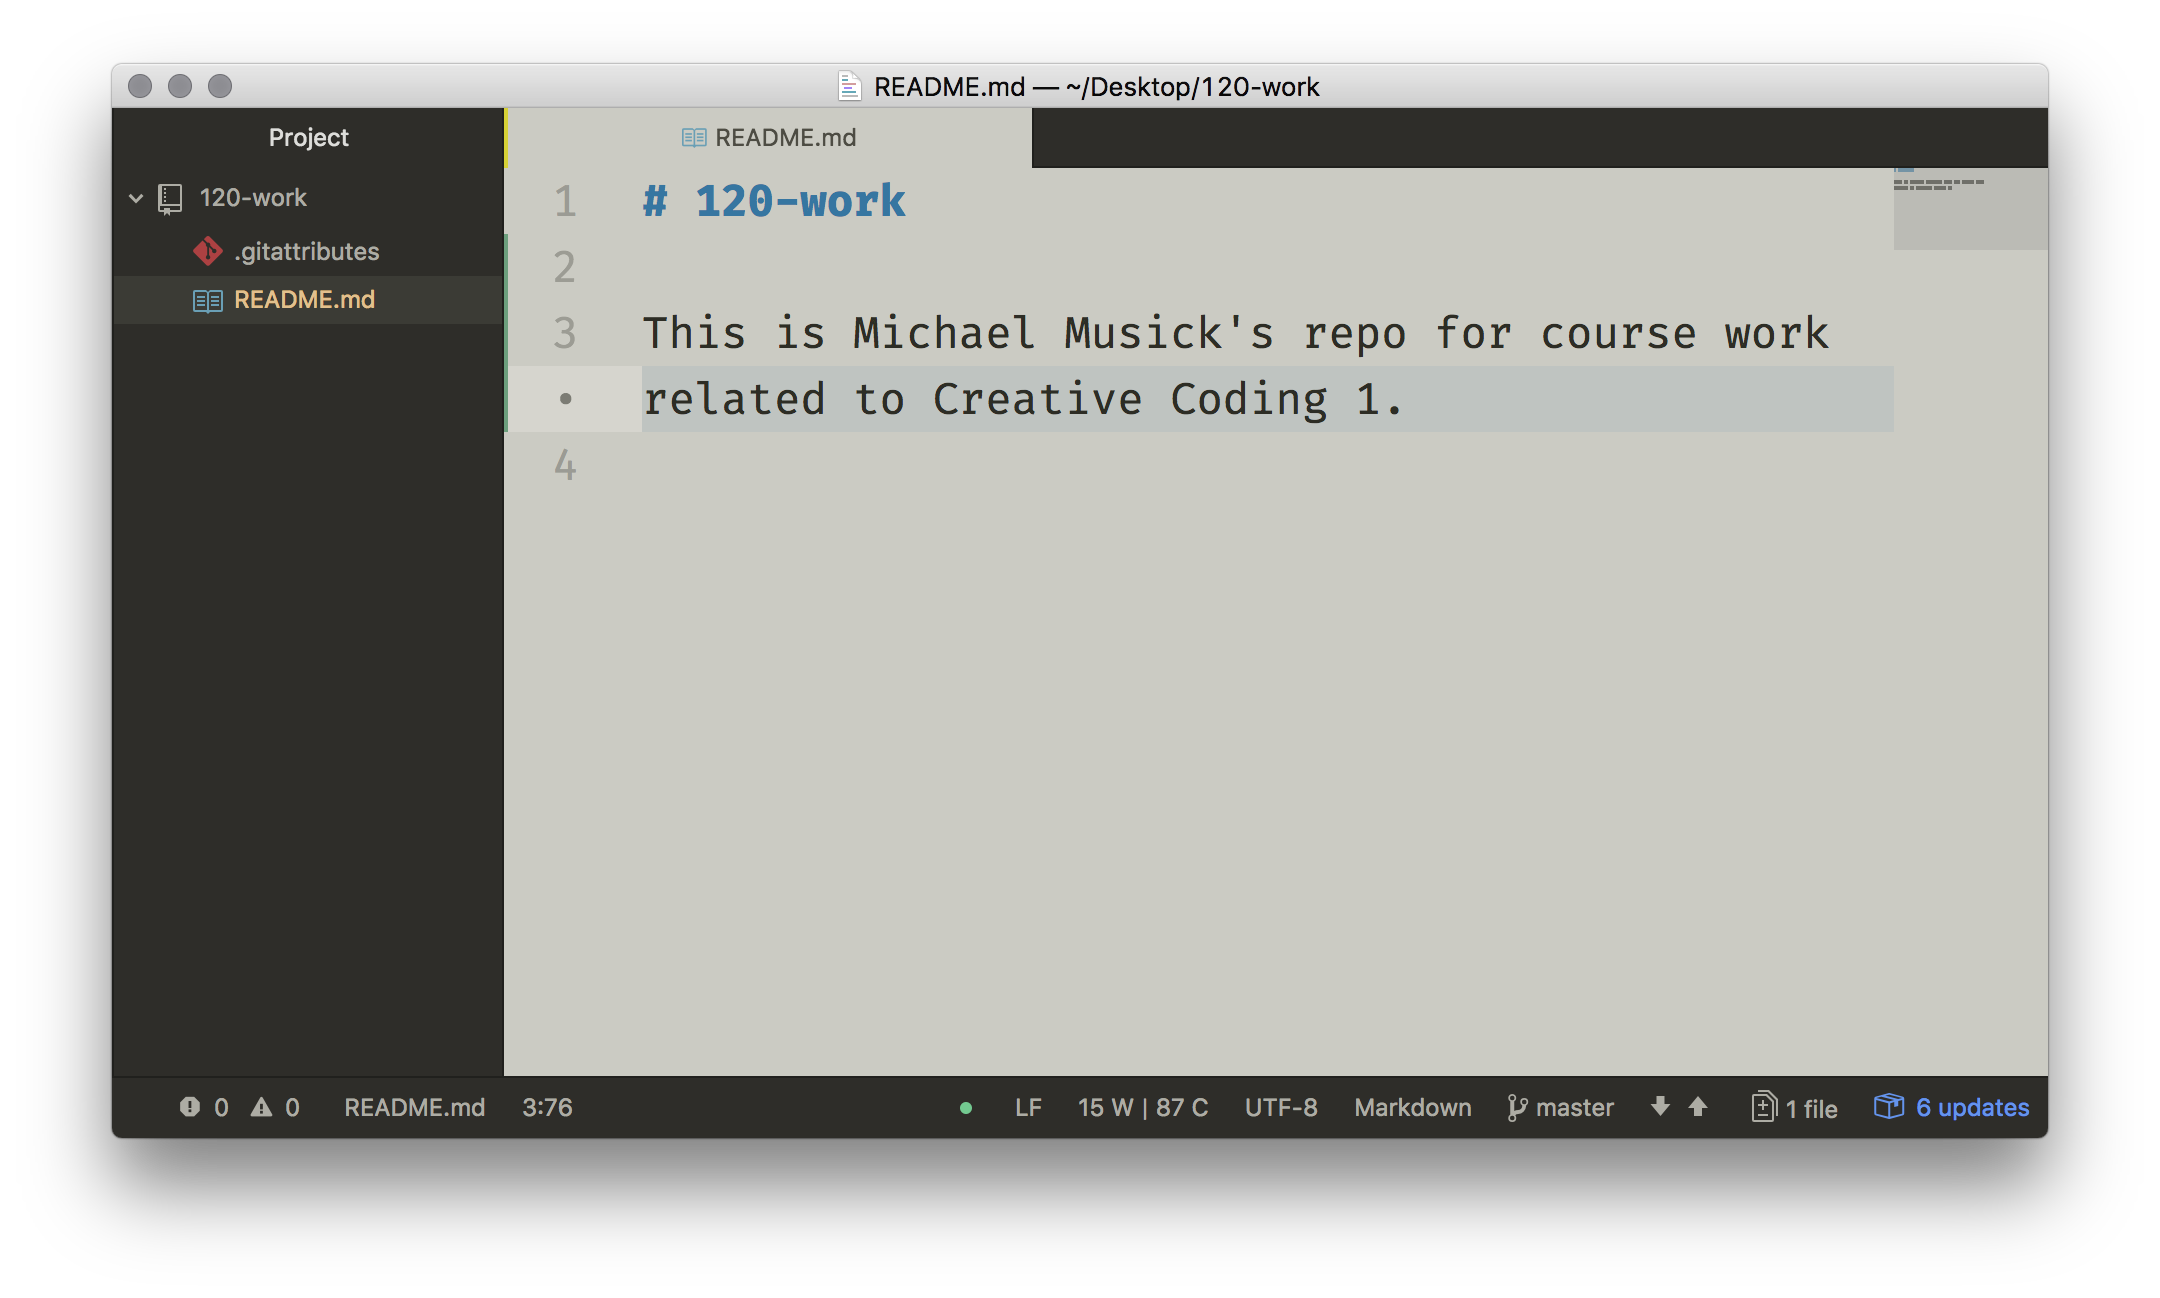 README.md — ~/Desktop/120-work
Project
120-work
.gitattributes
README.md
README.md
1 # 120-work
2
3 This is Michael Musick's repo for course work
• related to Creative Coding 1.
4
0 0 README.md 3:76 LF 15 W | 87 C UTF-8 Markdown master 1 file 6 updates